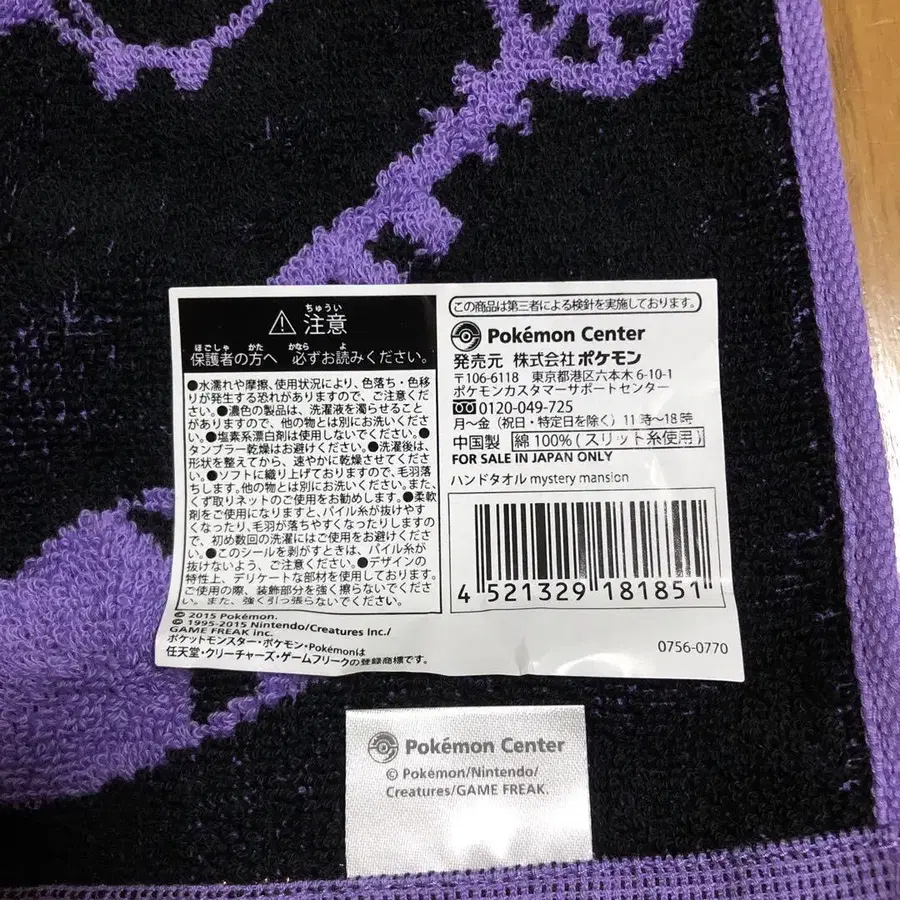 ちゅうい
⚠ 注意
ほごしゃ かた かなら よ
保護者の方へ 必ずお読みください。
●水濡れや摩擦、使用状況により、色落ち・色移
りが発生する恐れがありますので、ご注意くださ
い。●濃色の製品は、洗濯液を濁らせること
がありますので、他の物とは別にお洗いくださ
い。●塩素系漂白剤は使用しないでください。●
タンブラー乾燥はお避けください。●洗濯後は、
形状を整えてから、速やかに乾燥させてくださ
い。●ソフトに織り上げておりますので、毛羽落
ちします。他の物とは別にお洗いください。また、
くず取りネットのご使用をお勧めします。●柔軟
剤をご使用になりますと、パイル糸が抜けやす
くなったり、毛羽が落ちやすくなったりしますの
で、初め数回の洗濯にはご使用をお避けくださ
い。●このシールを剥がすときは、パイル糸が
抜けないよう、ご注意ください。●デザインの
特性上、デリケートな部材を使用しております。
ご使用の際、装飾部分を強く擦らないでくださ
い。また、強く引っ張らないでください。
© 2015 Pokémon.
© 1995-2015 Nintendo/Creatures Inc./
GAME FREAK inc.
ポケットモンスター・ポケモン・Pokémonは
任天堂・クリーチャーズ・ゲームフリークの登録商標です。
この商品は第三者による検針を実施しております。
Pokémon Center
発売元 株式会社ポケモン
〒106-6118 東京都港区六本木 6-10-1
ポケモンカスタマーサポートセンター
0120-049-725
月〜金(祝日・特定日を除く)11時〜18時
中国製 綿 100%(スリット糸使用)
FOR SALE IN JAPAN ONLY
ハンドタオル mystery mansion
4 521329 181851
0756-0770
Pokémon Center
© Pokémon/Nintendo/
Creatures/GAME FREAK.